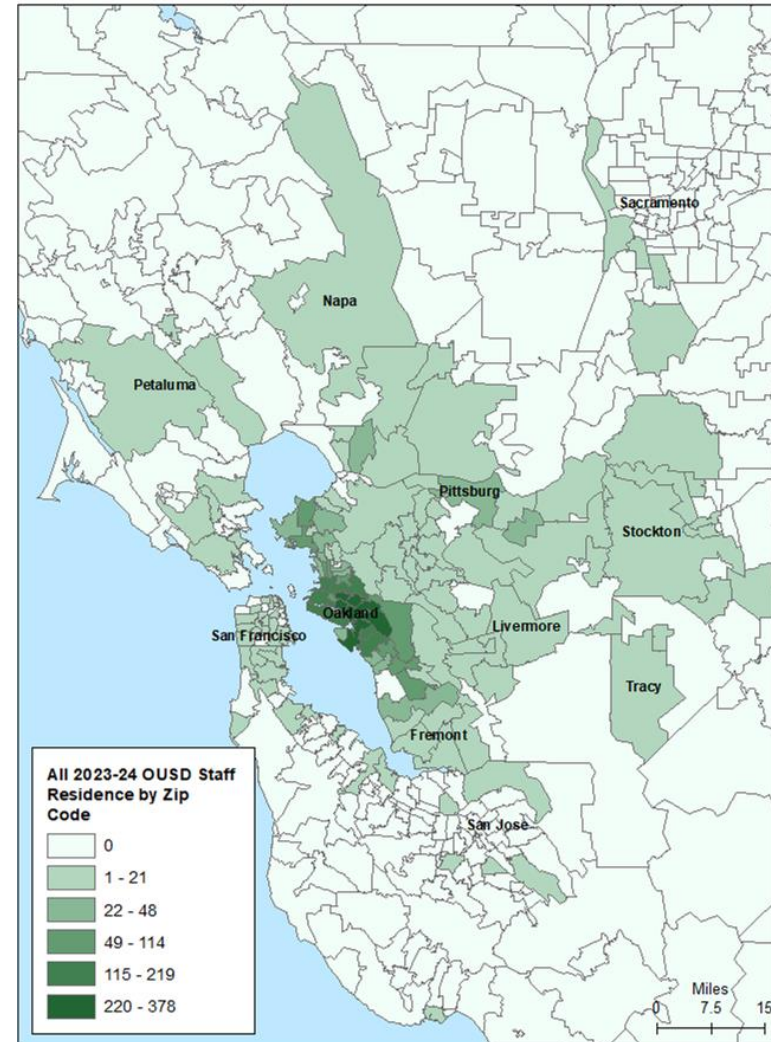 Sacramento
Napa
Petaluma
Pittsburg
Stockton
Oakland
San Francisco
Livermore
Tracy
Fremont
San Jose
All 2023-24 OUSD Staff
Residence by Zip
Code
0
1 - 21
22 - 48
49 - 114
115 - 219
220 - 378
Miles
0 7.5 15